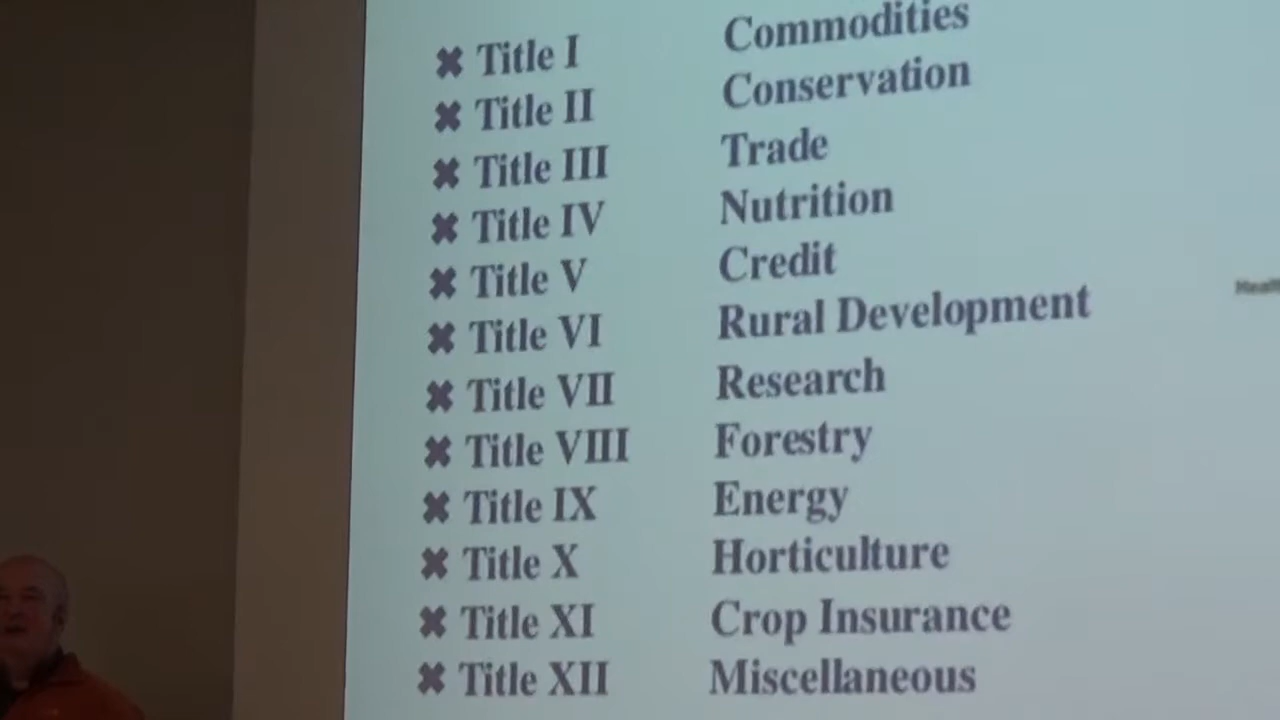 ✖ Title I Commodities
✖ Title II Conservation
✖ Title III Trade
✖ Title IV Nutrition
✖ Title V Credit
✖ Title VI Rural Development
✖ Title VII Research
✖ Title VIII Forestry
✖ Title IX Energy
✖ Title X Horticulture
✖ Title XI Crop Insurance
✖ Title XII Miscellaneous